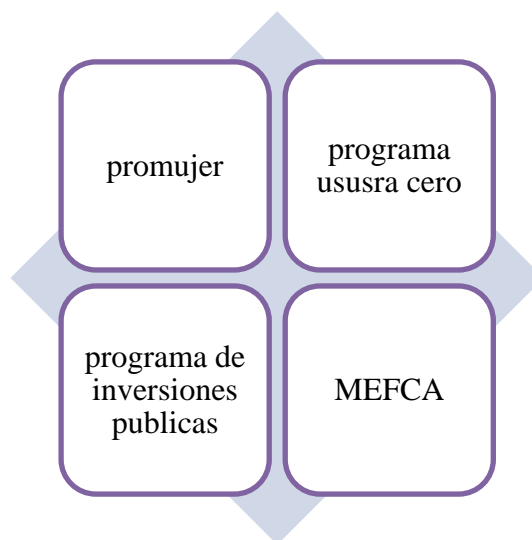 promujer
programa
ususra cero
programa de
inversiones
publicas
MEFCA